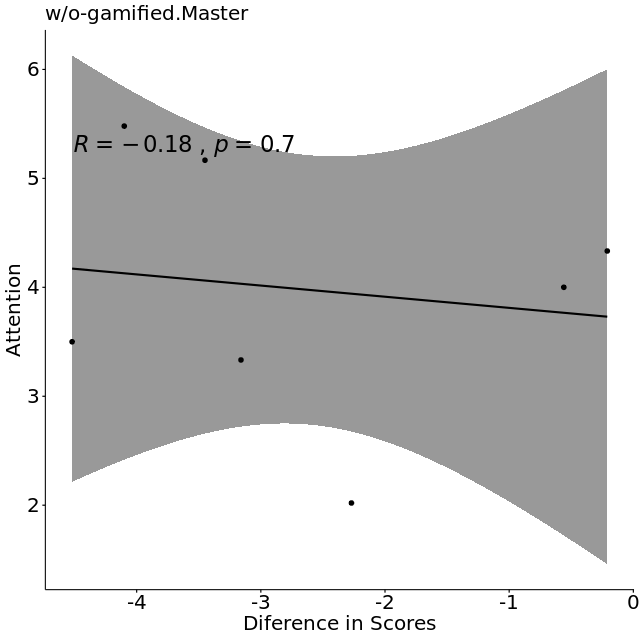 w/o-gamified.Master
6
R = −0.18 , p = 0.7
5
4
Attention
3
2
-4 -3 -2 -1 0
Diference in Scores